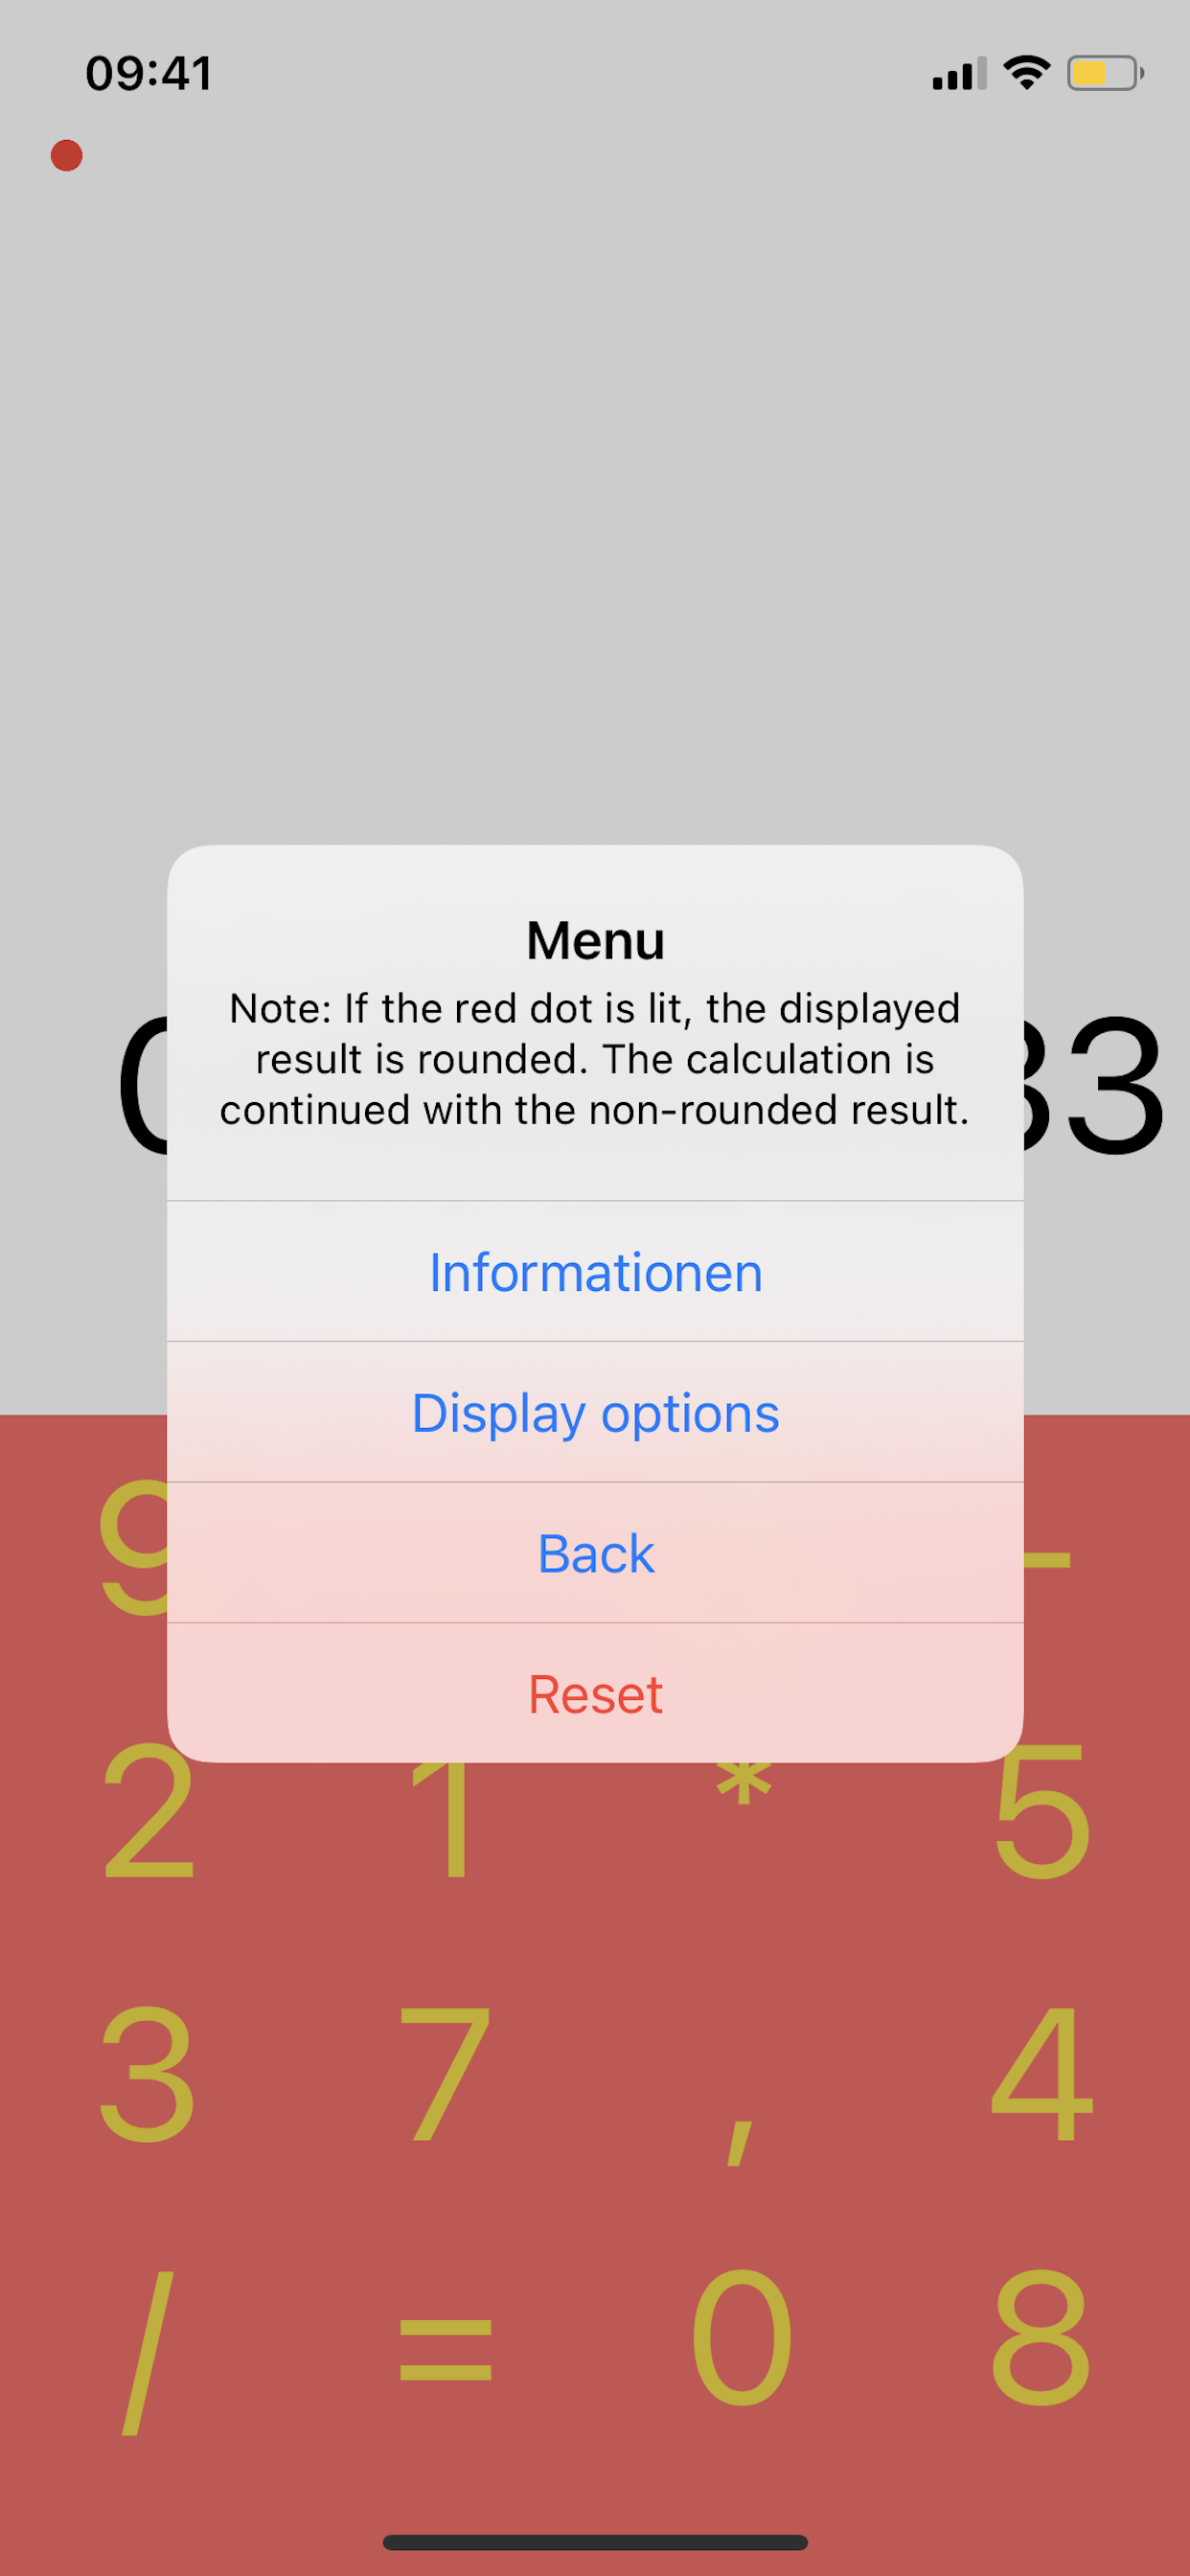 09:41
Menu
Note: If the red dot is lit, the displayed
result is rounded. The calculation is
continued with the non-rounded result.
33
Informationen
Display options
Back
Reset
9 -
2 1 * 5
3 7 , 4
/ = 0 8